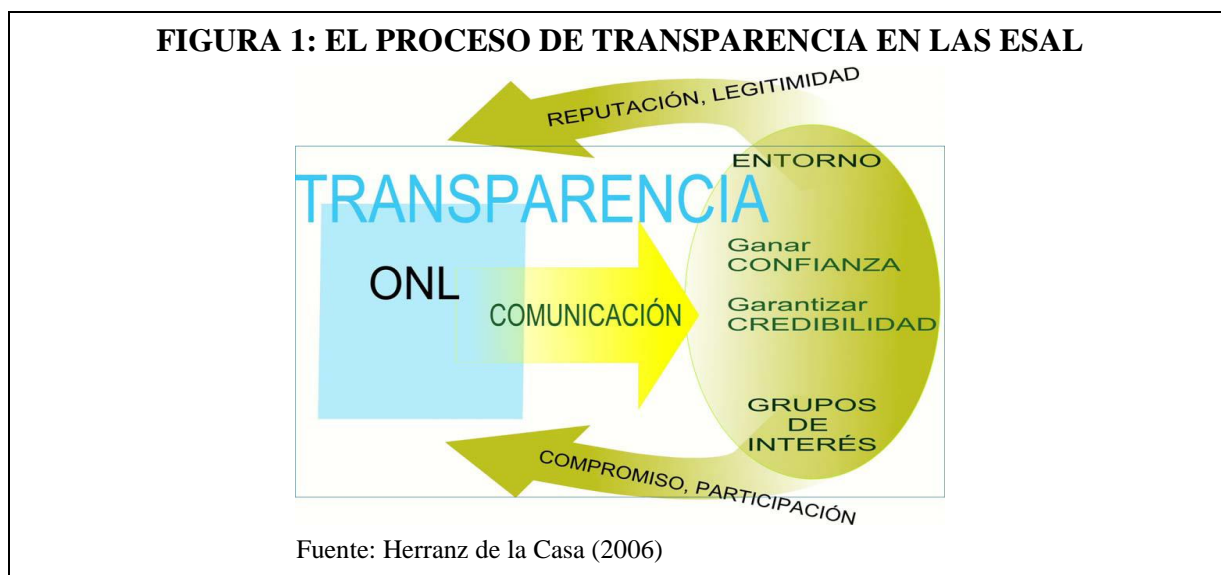 FIGURA 1: EL PROCESO DE TRANSPARENCIA EN LAS ESAL
REPUTACIÓN, LEGITIMIDAD
ENTORNO
TRANSPARENCIA
Ganar
CONFIANZA
ONL
COMUNICACIÓN
Garantizar
CREDIBILIDAD
GRUPOS
DE
INTERÉS
COMPROMISO, PARTICIPACIÓN
Fuente: Herranz de la Casa (2006)